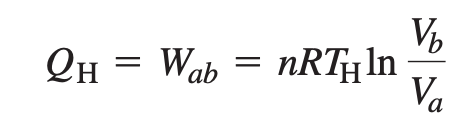 Q_H = W_ab = nRT_H ln V_b/V_a